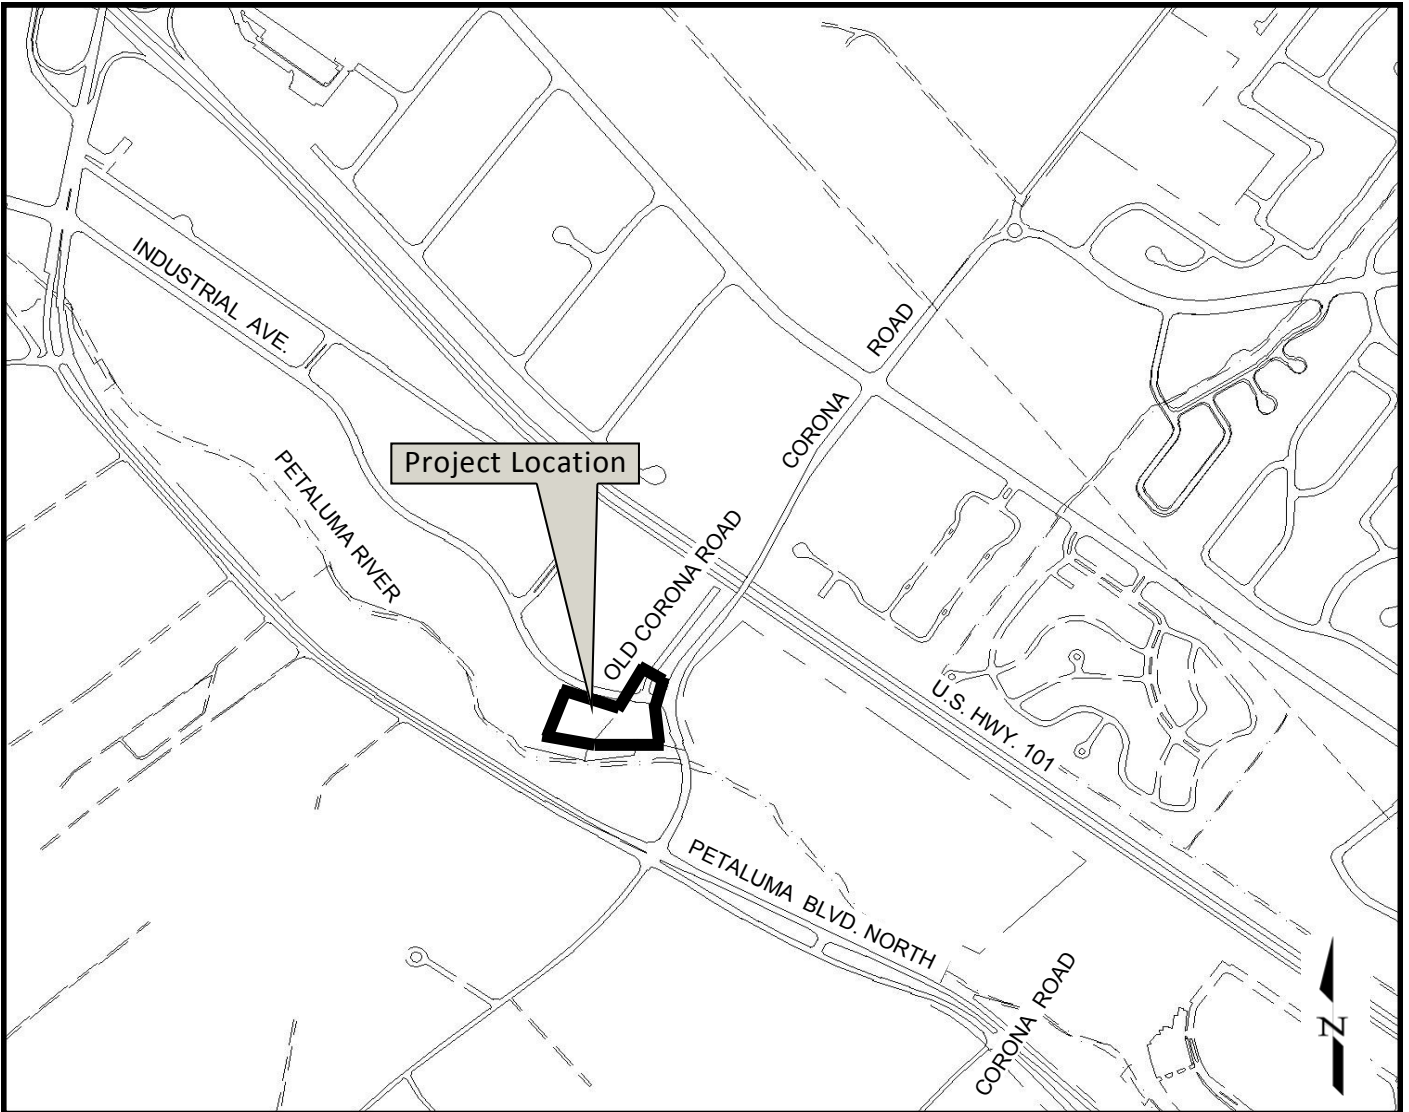 INDUSTRIAL AVE.
ROAD
CORONA
Project Location
PETALUMA RIVER
OLD CORONA ROAD
U.S. HWY. 101
PETALUMA BLVD. NORTH
CORONA ROAD
N